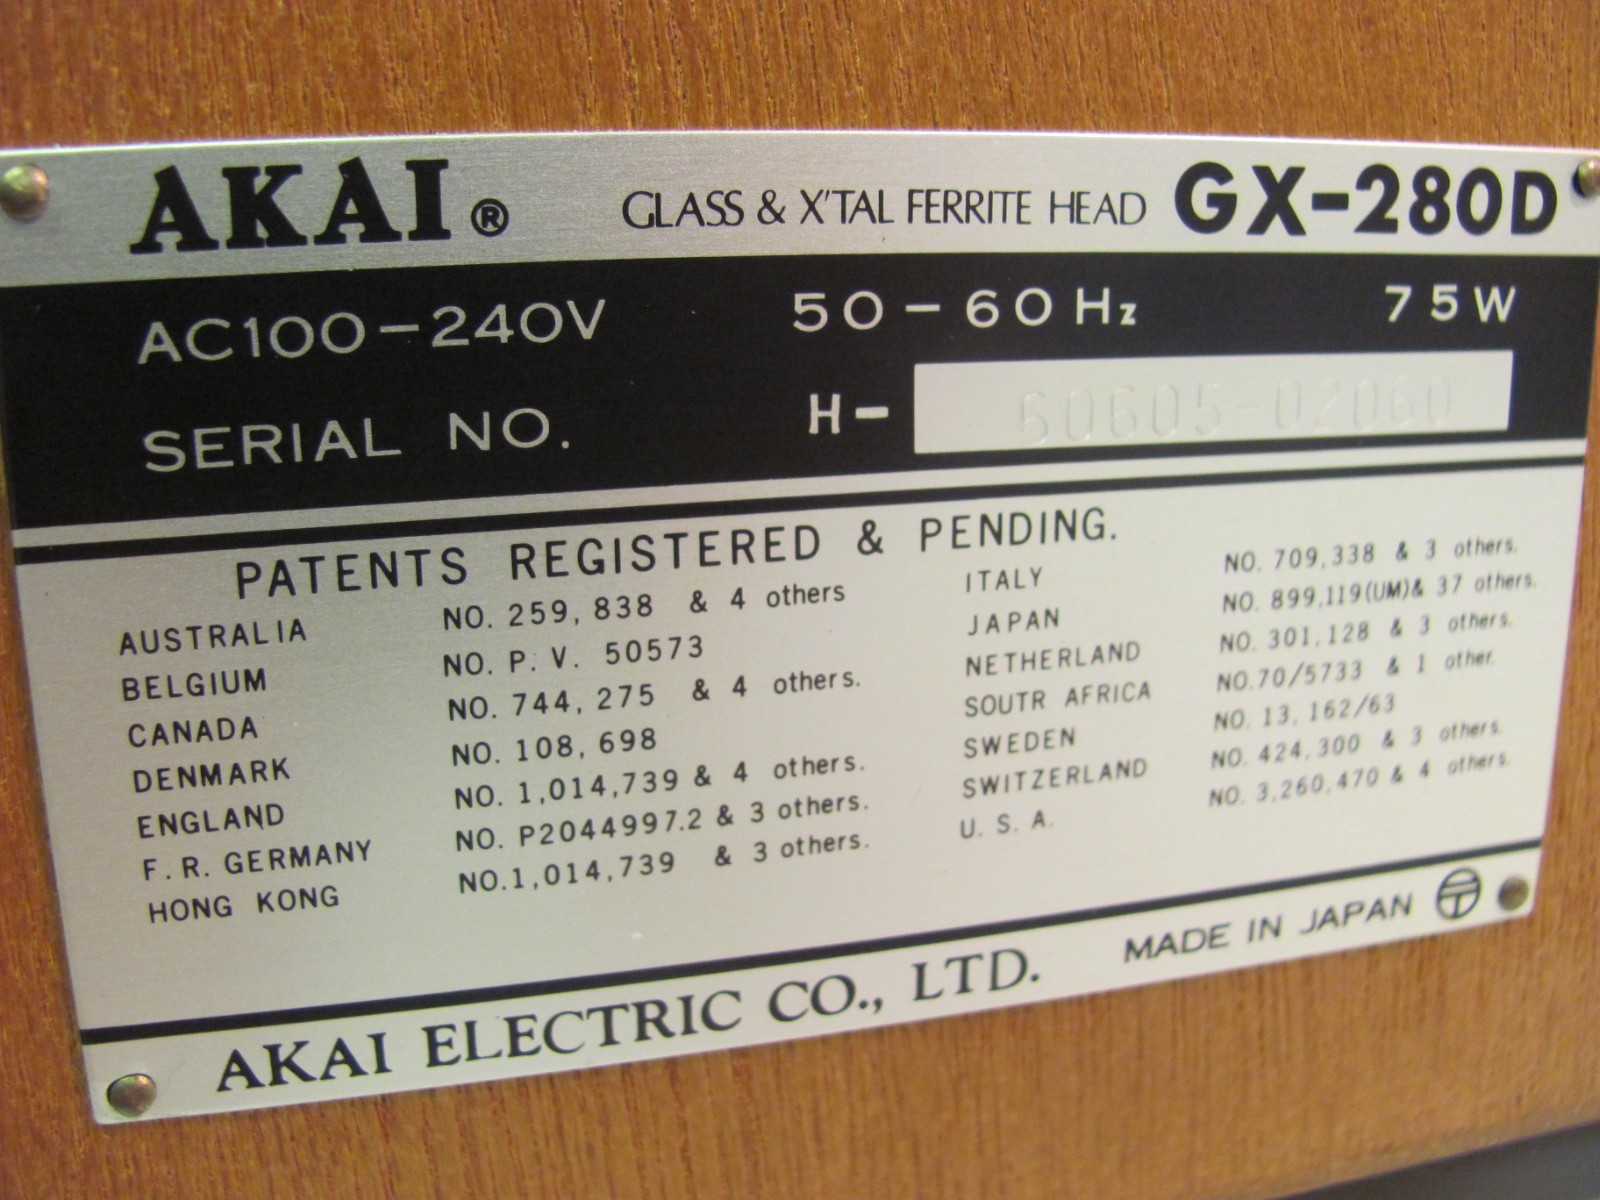 AKAI® GLASS & X'TAL FERRITE HEAD GX-280D
AC100-240V 50-60Hz 75W
SERIAL NO. H- 60605-02060
PATENTS REGISTERED & PENDING.
AUSTRALIA NO. 259, 838 & 4 others
BELGIUM NO. P. V. 50573
CANADA NO. 744, 275 & 4 others.
DENMARK NO. 108, 698
ENGLAND NO. 1,014,739 & 4 others.
F. R. GERMANY NO. P2044997.2 & 3 others.
HONG KONG NO.1,014,739 & 3 others.
ITALY NO. 709,338 & 3 others.
JAPAN NO. 899,119(UM)& 37 others.
NETHERLAND NO. 301,128 & 3 others.
SOUTR AFRICA NO.70/5733 & 1 other.
SWEDEN NO. 13, 162/63
SWITZERLAND NO. 424,300 & 3 others.
U. S. A. NO. 3,260,470 & 4 others.
AKAI ELECTRIC CO., LTD. MADE IN JAPAN